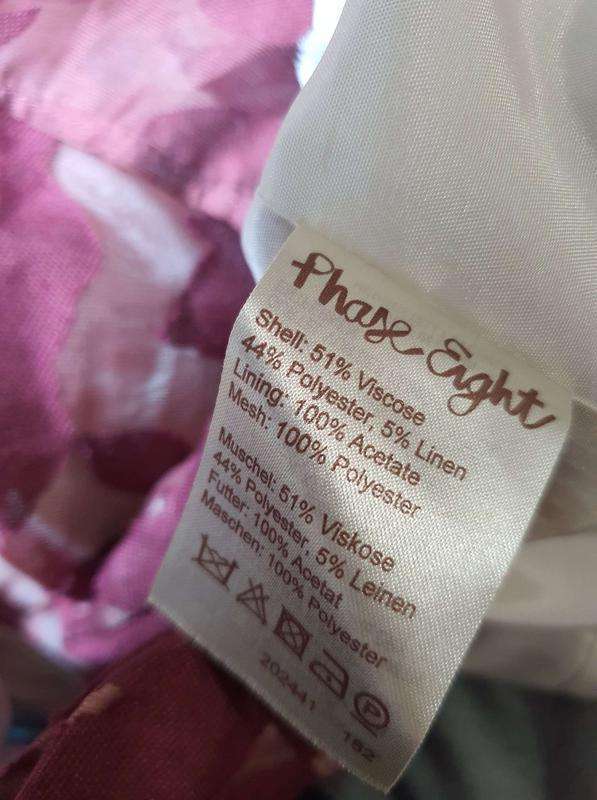 Phase Eight
Shell: 51% Viscose
44% Polyester, 5% Linen
Lining: 100% Acetate
Mesh: 100% Polyester
Muschel: 51% Viskose
44% Polyester, 5% Leinen
Futter: 100% Acetat
Maschen: 100% Polyester
P
202441 182